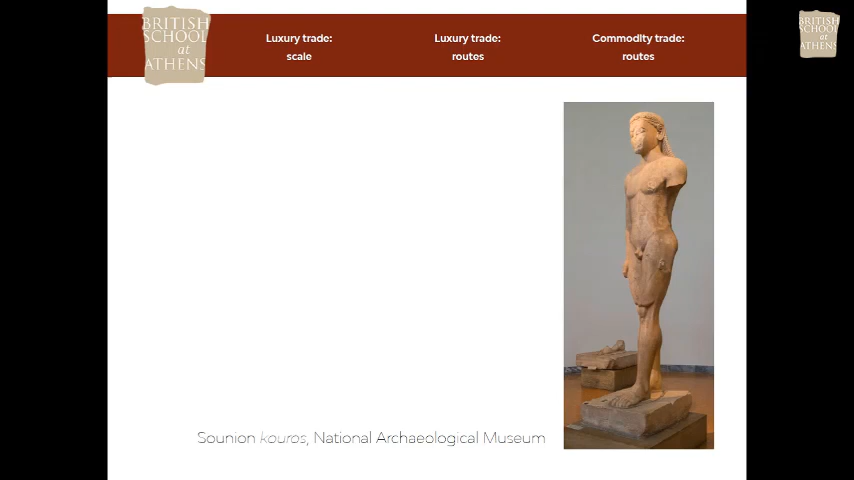 BRITISH
SCHOOL
at
ATHENS
Luxury trade:
scale
Luxury trade:
routes
Commodity trade:
routes
BRITISH
SCHOOL
at
ATHENS
Sounion kouros, National Archaeological Museum